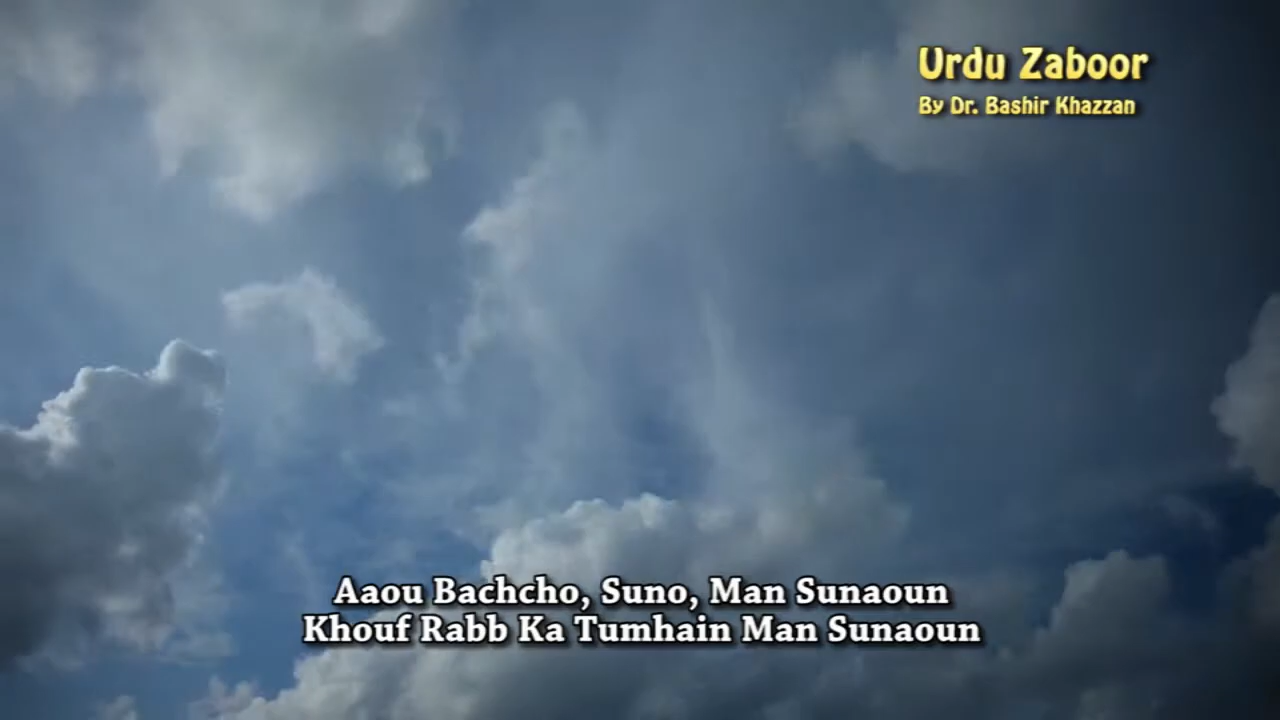 Urdu Zaboor
By Dr. Bashir Khazzan
Aaou Bachcho, Suno, Man Sunaoun
Khouf Rabb Ka Tumhain Man Sunaoun